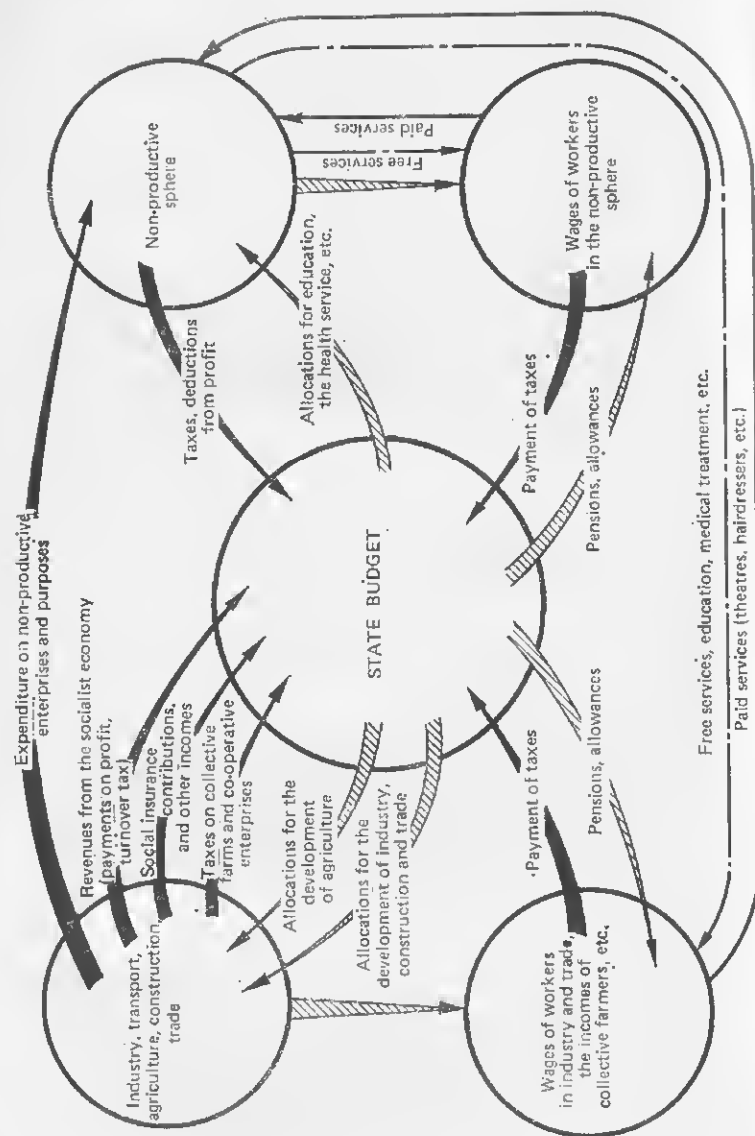 Expenditure on non-productive
enterprises and purposes
Revenues from the socialist economy
(payments on profit,
turnover tax)
Social insurance
contributions,
and other incomes
Taxes on collective
farms and co-operative
enterprises
Industry, transport,
agriculture, construction,
trade
Allocations for the
development
of agriculture
Allocations for the
development of industry,
construction and trade
Wages of workers
in industry and trade,
the incomes of
collective farmers, etc.
Payment of taxes
Pensions, allowances
STATE BUDGET
Taxes, deductions
from profit
Allocations for education,
the health service, etc.
Non-productive
sphere
Free services
Paid services
Wages of workers
in the non-productive
sphere
Payment of taxes
Pensions, allowances
Free services, education, medical treatment, etc.
Paid services (theatres, hairdressers, etc.)